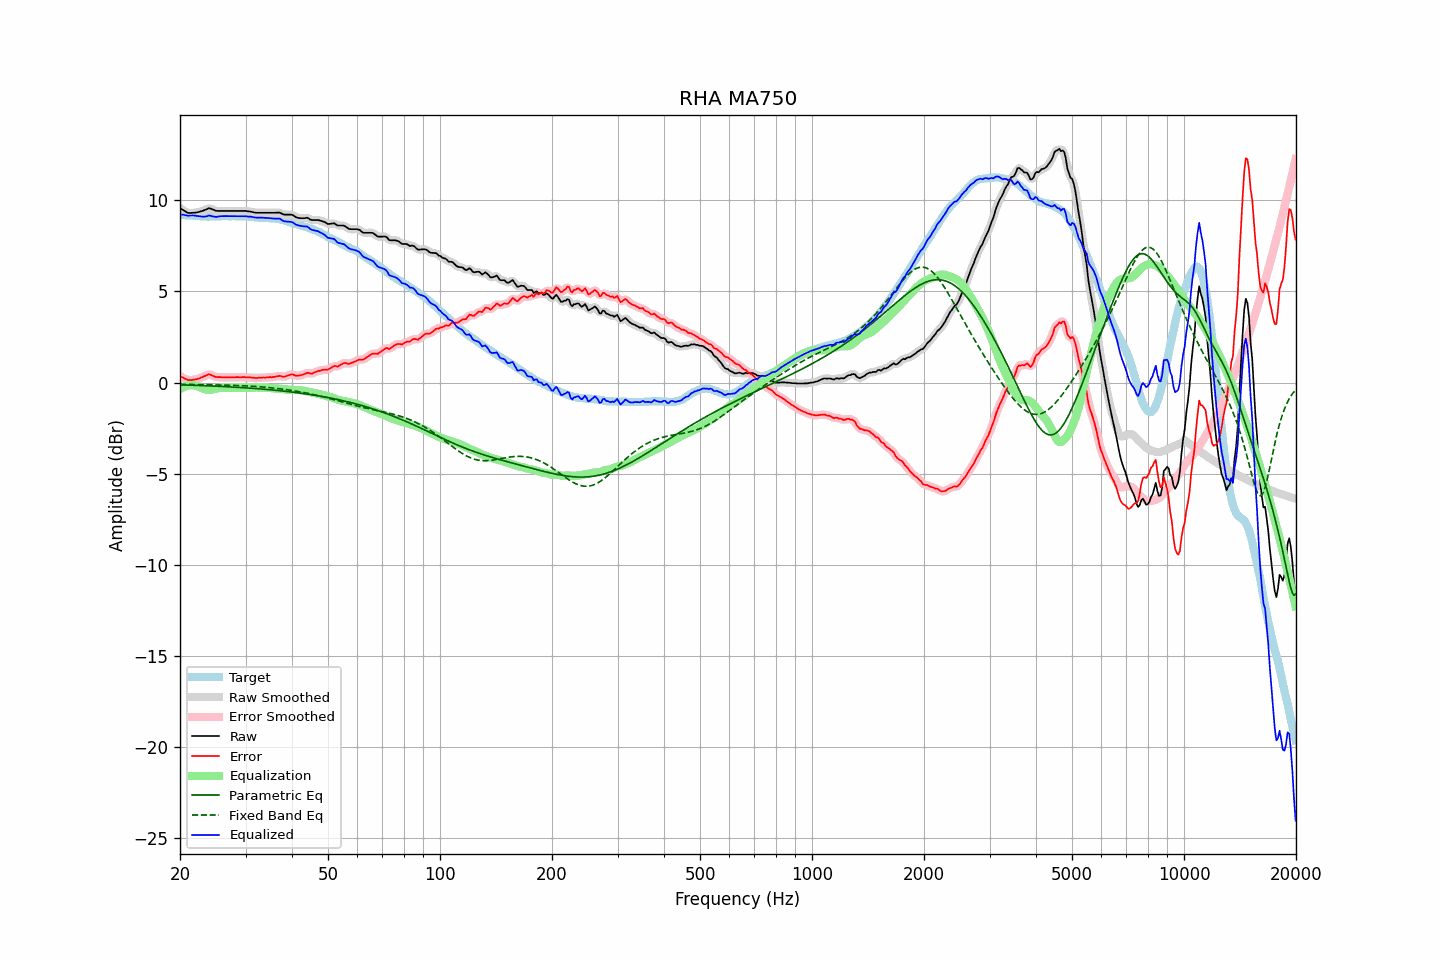 RHA MA750
Amplitude (dBr)
10
5
0
−5
−10
−15
−20
−25
Target
Raw Smoothed
Error Smoothed
Raw
Error
Equalization
Parametric Eq
Fixed Band Eq
Equalized
20 50 100 200 500 1000 2000 5000 10000 20000
Frequency (Hz)